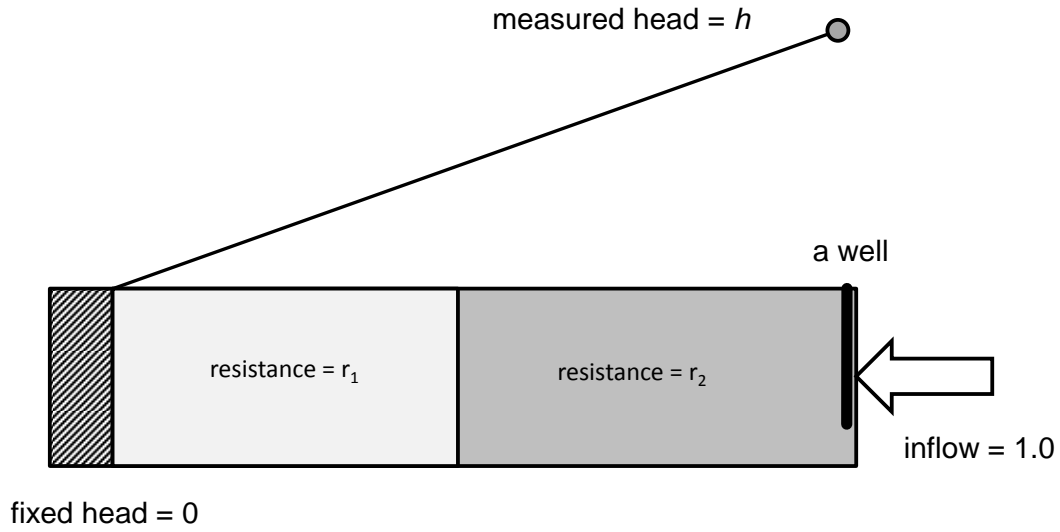 measured head = h
a well
resistance = r₁
resistance = r₂
inflow = 1.0
fixed head = 0